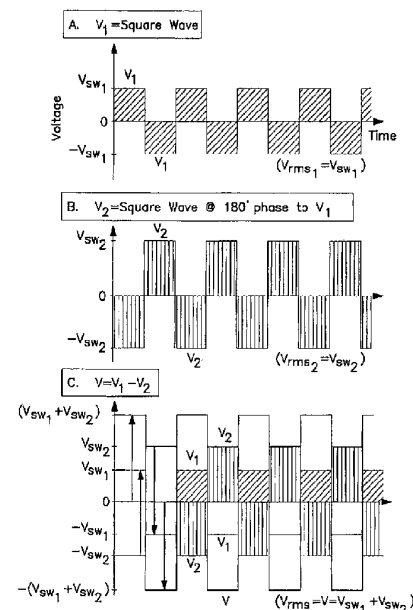 A. V1=Square Wave
Voltage
Vsw1
V1
0
Time
-Vsw1
V1
(Vrms1=Vsw1)
B. V2=Square Wave @ 180° phase to V1
Vsw2
V2
0
-Vsw2
V2
(Vrms2=Vsw2)
C. V=V1-V2
(Vsw1+Vsw2)
Vsw2
V2
Vsw1
V1
0
-Vsw1
V1
-Vsw2
V2
-(Vsw1+Vsw2)
V
(Vrms=V=Vsw1+Vsw2)